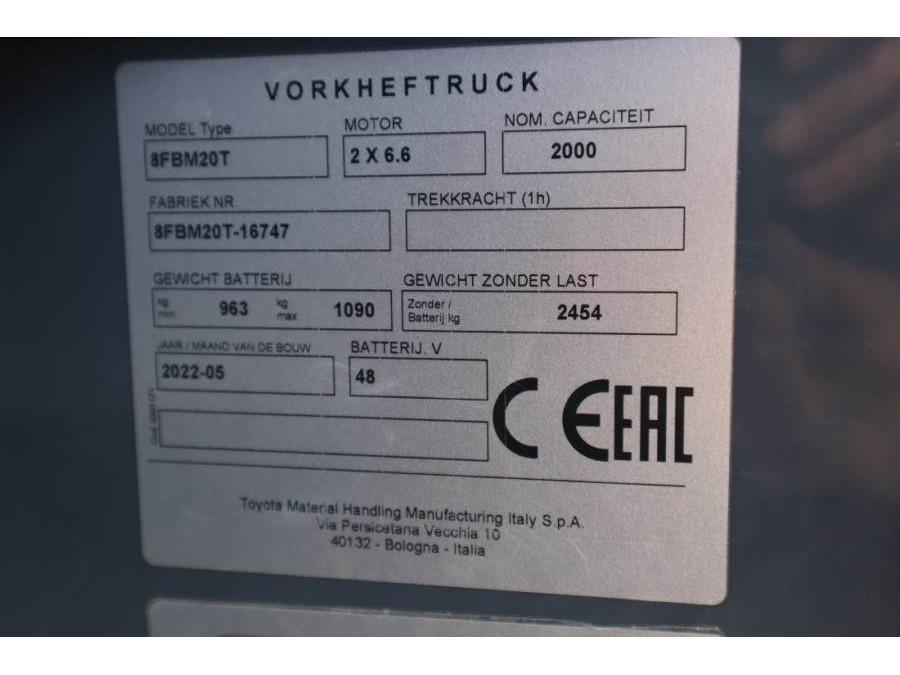 VORKHEFTRUCK
MODEL Type
MOTOR
NOM. CAPACITEIT
8FBM20T
2 X 6.6
2000
FABRIEK NR.
TREKKRACHT (1h)
8FBM20T-16747
GEWICHT BATTERIJ
GEWICHT ZONDER LAST
kg min.
963
kg max
1090
Zonder / Batterij kg
2454
JAAR / MAAND VAN DE BOUW
BATTERIJ. V
2022-05
48
CE
EAC
Toyota Material Handling Manufacturing Italy S.p.A.
Via Persicetana Vecchia 10
40132 - Bologna - Italia